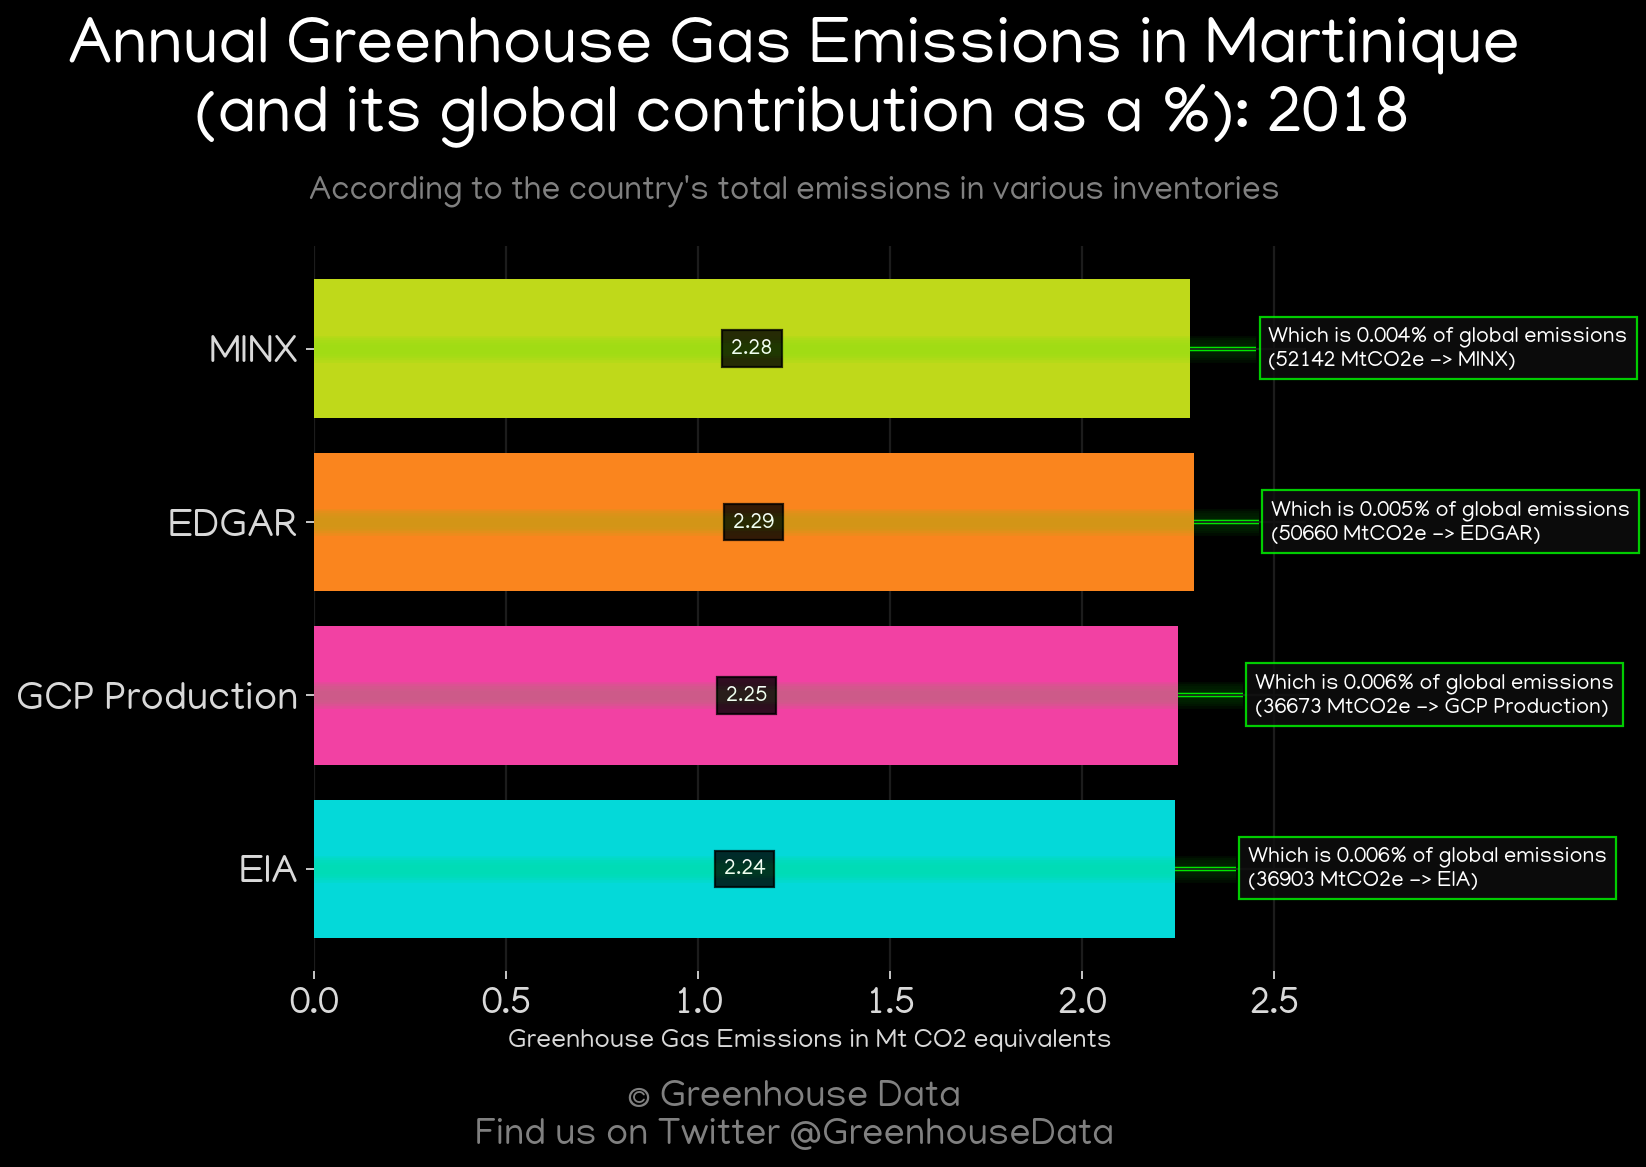 Annual Greenhouse Gas Emissions in Martinique
(and its global contribution as a %): 2018
According to the country's total emissions in various inventories
MINX
2.28
Which is 0.004% of global emissions
(52142 MtCO2e -> MINX)
EDGAR
2.29
Which is 0.005% of global emissions
(50660 MtCO2e -> EDGAR)
GCP Production
2.25
Which is 0.006% of global emissions
(36673 MtCO2e -> GCP Production)
EIA
2.24
Which is 0.006% of global emissions
(36903 MtCO2e -> EIA)
0.0 0.5 1.0 1.5 2.0 2.5
Greenhouse Gas Emissions in Mt CO2 equivalents
© Greenhouse Data
Find us on Twitter @GreenhouseData